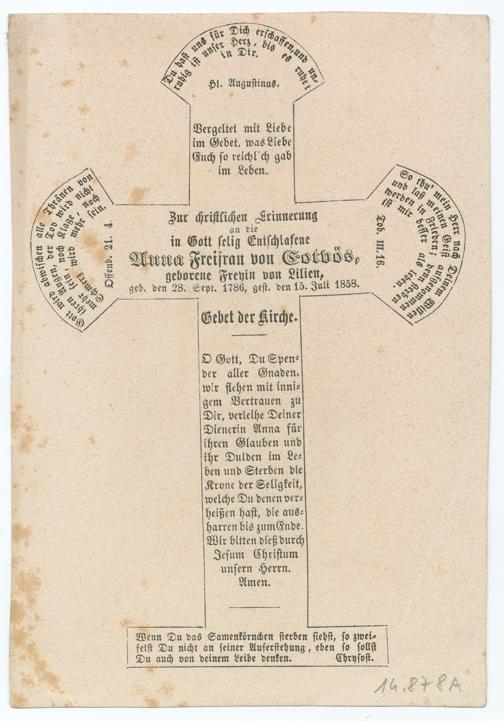 Du hast uns für Dich erschaffen, und un-
ruhig ist unser Herz, bis es ruhet
in Dir.
Hl. Augustinus.
Vergeltet mit Liebe
im Gebet, was Liebe
Euch so reichlich gab
im Leben.
Gott wird abwischen alle Thränen von
ihren Augen, der Tod wird nicht
mehr sein, noch Klage, noch
Schmerz wird mehr sein.
Offenb. 21. 4.
So thu' mein Herr nach Deinem Willen
und laß meinen Geist aufgenommen
werden in Frieden, denn sterben
ist mir besser als leben.
Tob. III. 16.
Zur christlichen Erinnerung
an die
in Gott selig Entschlafene
Anna Freifrau von Eotvös,
geborene Freyin von Lilien,
geb. den 28. Sept. 1786, gest. den 15. Juli 1858.
Gebet der Kirche.
O Gott, Du Spen-
der aller Gnaden,
wir flehen mit inni-
gem Vertrauen zu
Dir, verleihe Deiner
Dienerin Anna für
ihren Glauben und
ihr Dulden im Le-
ben und Sterben die
Krone der Seligkeit,
welche Du denen ver-
heißen hast, die aus-
harren bis zum Ende.
Wir bitten dieß durch
Jesum Christum
unsern Herrn.
Amen.
Wenn Du das Samenkörnchen sterben siehst, so zwei-
felst Du nicht an seiner Auferstehung, eben so sollst
Du auch von deinem Leibe denken. Chrysost.
14.878A